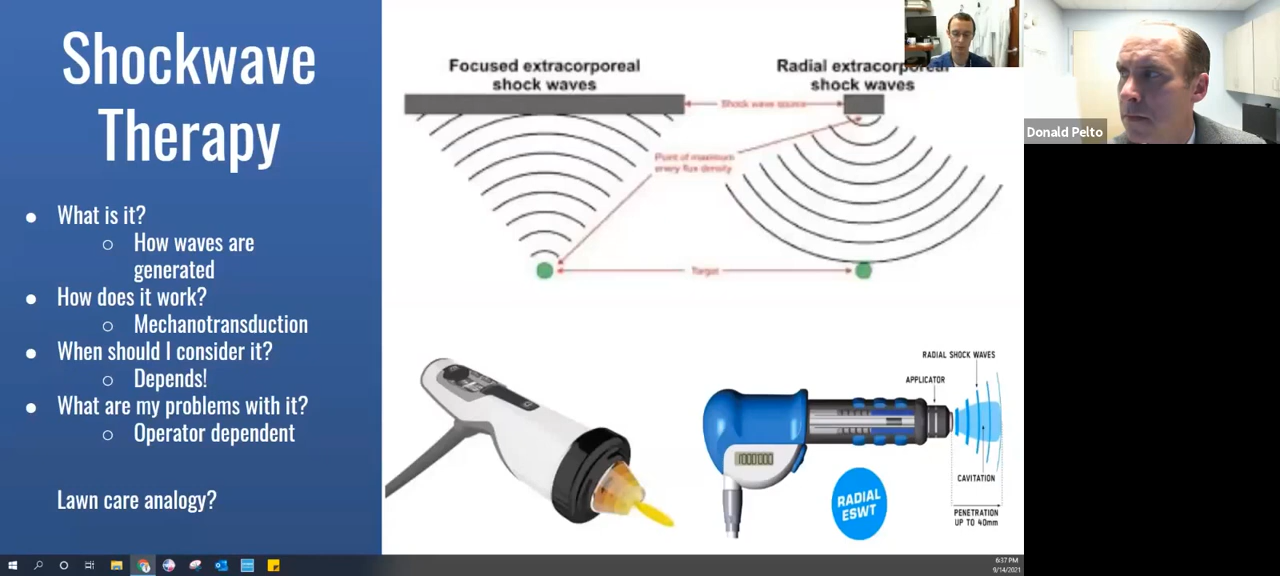 Shockwave
Therapy
● What is it?
○ How waves are
generated
● How does it work?
○ Mechanotransduction
● When should I consider it?
○ Depends!
● What are my problems with it?
○ Operator dependent
Lawn care analogy?
Focused extracorporeal
shock waves
Radial extracorporeal
shock waves
Shock wave source
Point of maximum
enery flux density
Target
RADIAL SHOCK WAVES
APPLICATOR
CAVITATION
PENETRATION
UP TO 40mm
RADIAL
ESWT
Donald Pelto
6:37 PM
9/14/2021